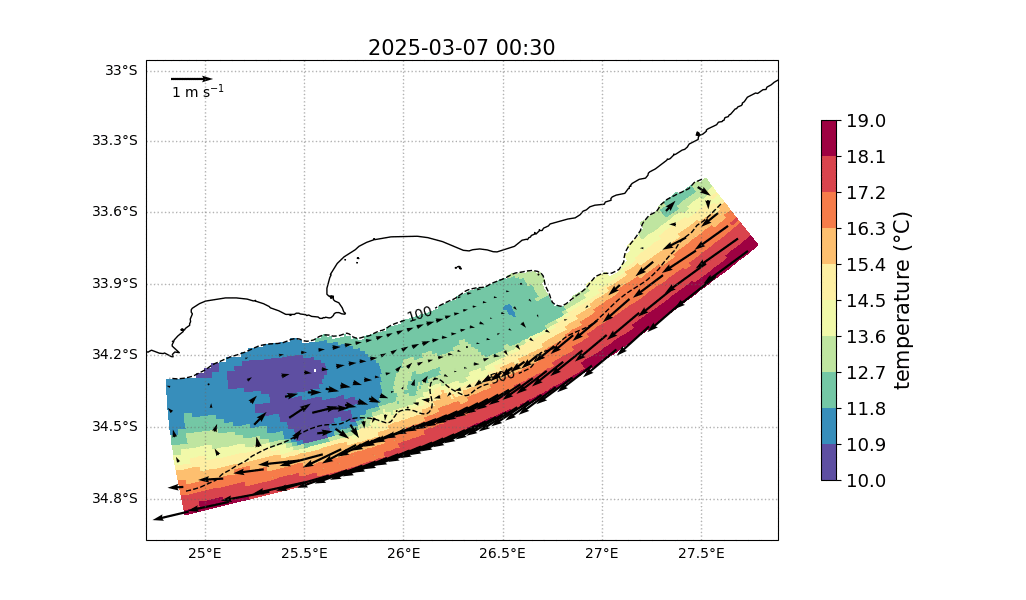 2025-03-07 00:30
1 m s⁻¹
33°S
33.3°S
33.6°S
33.9°S
34.2°S
34.5°S
34.8°S
25°E
25.5°E
26°E
26.5°E
27°E
27.5°E
100
19.0
18.1
17.2
16.3
15.4
14.5
13.6
12.7
11.8
10.9
10.0
temperature (°C)